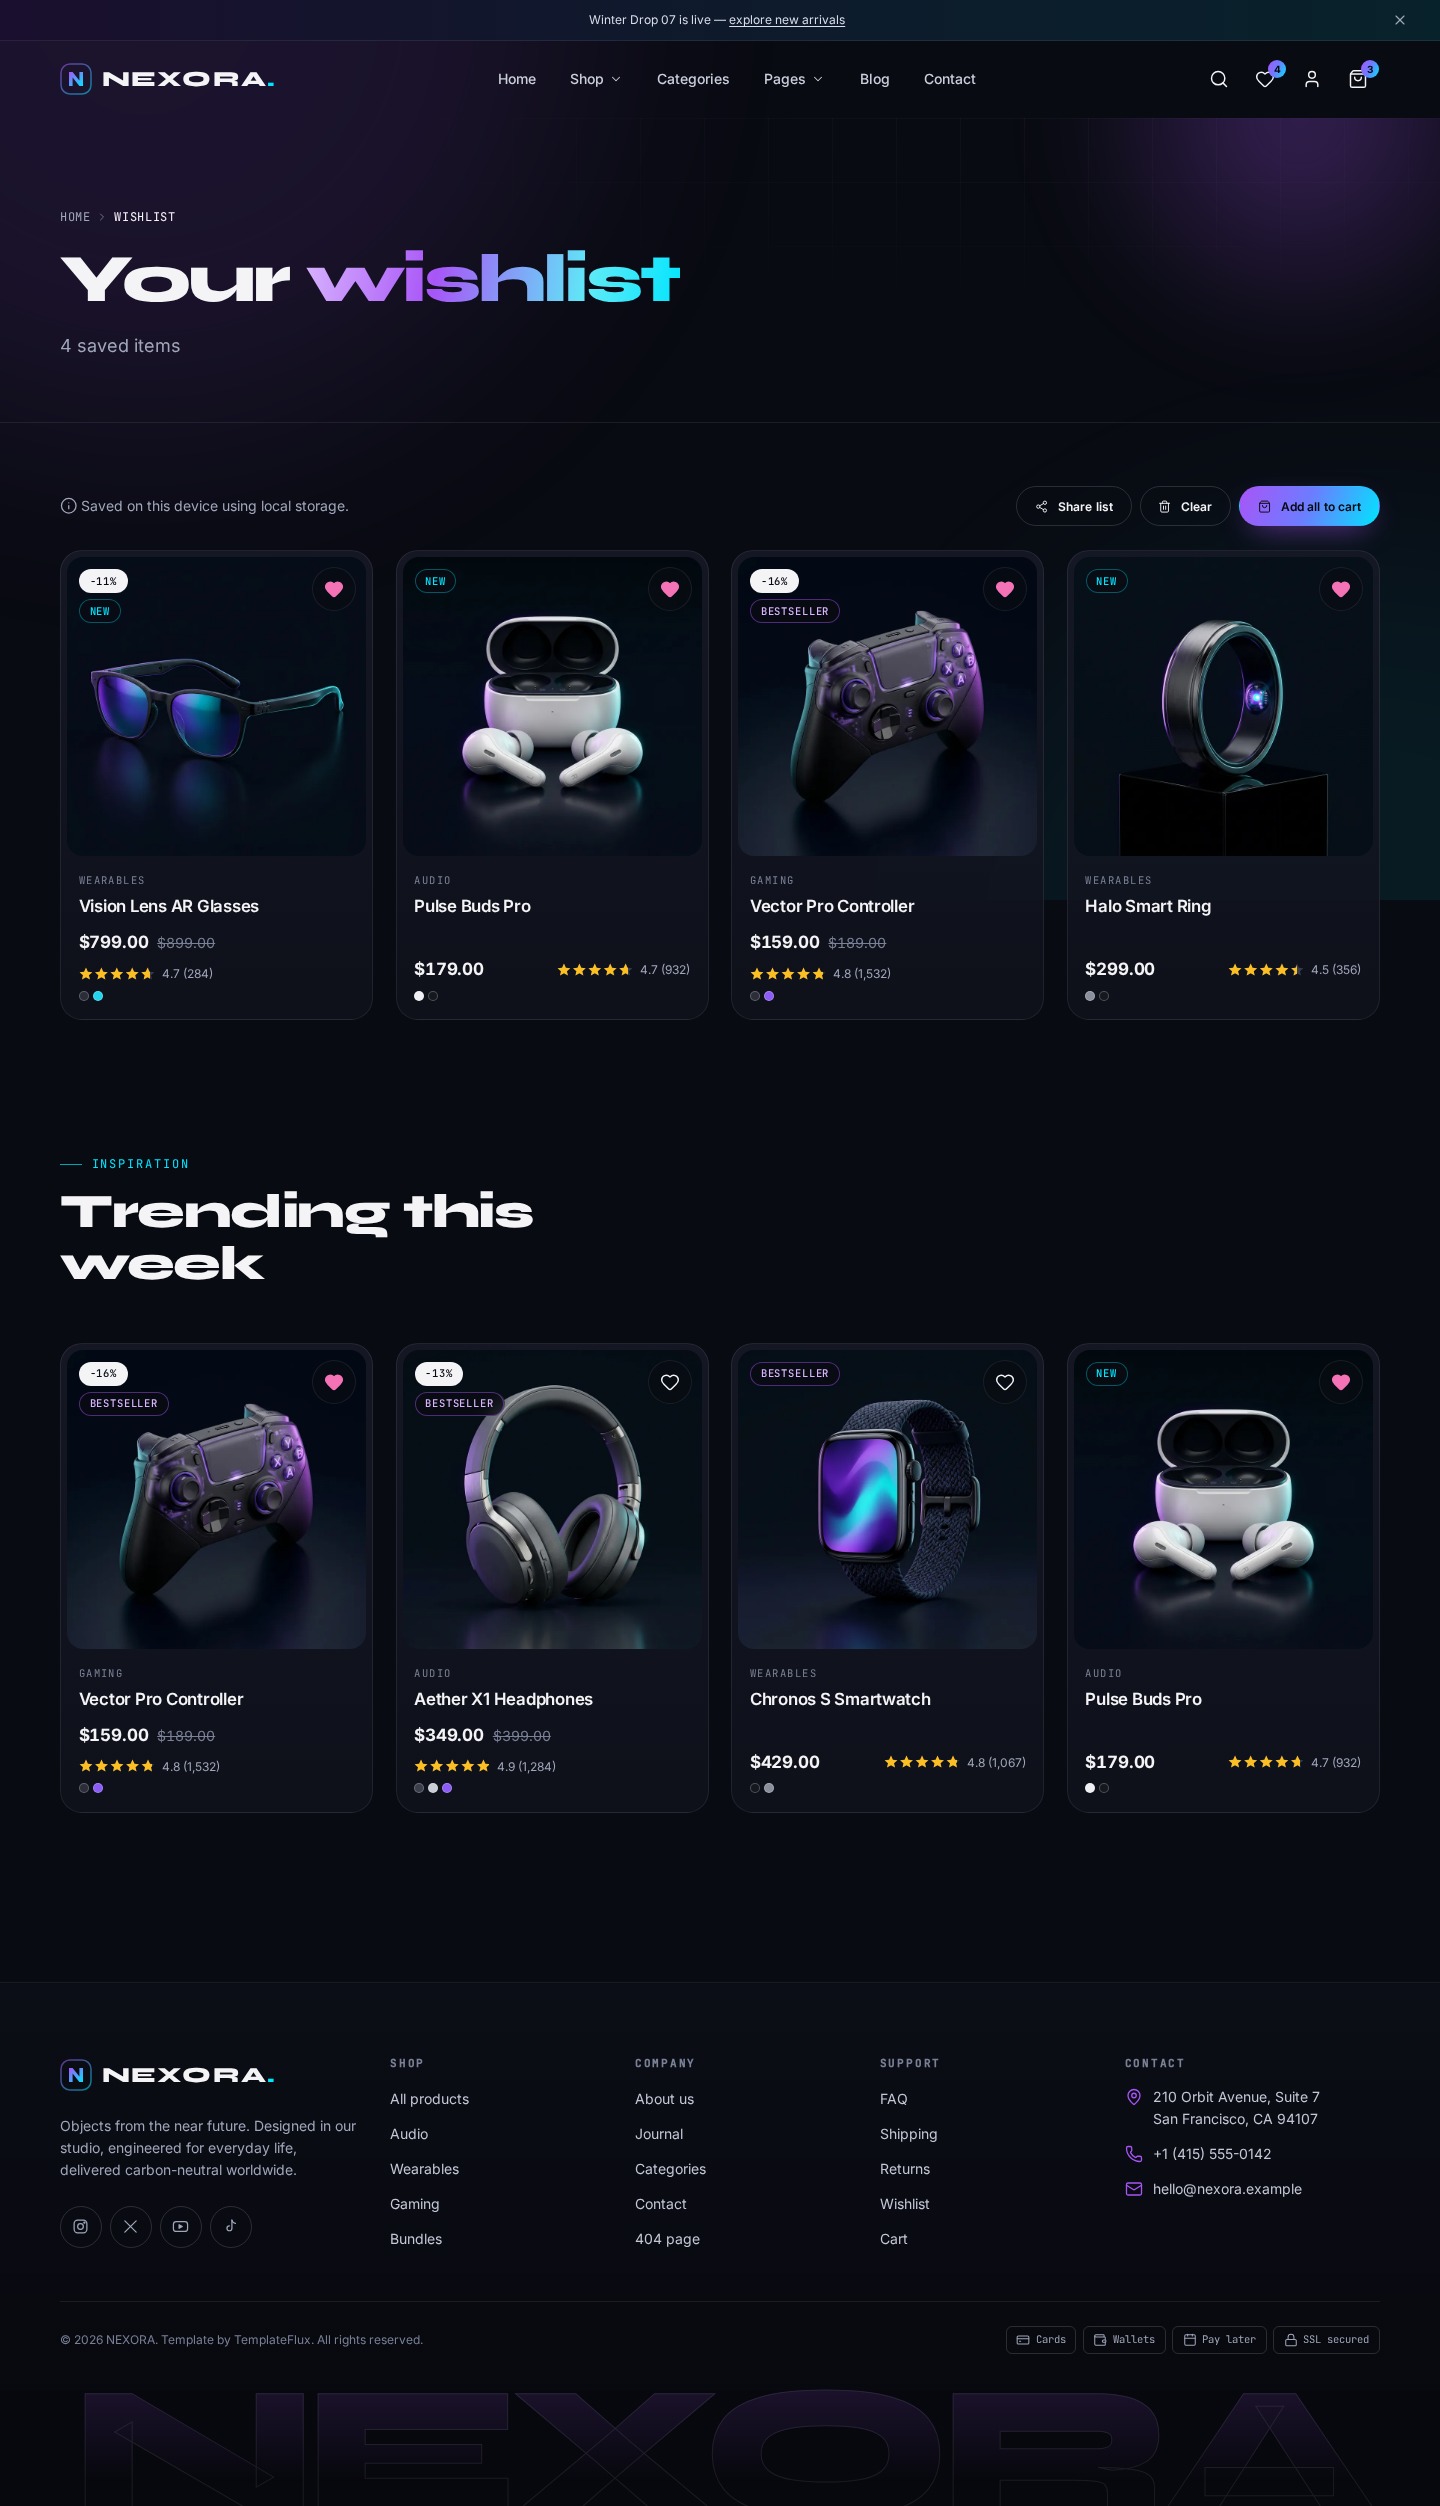 Winter Drop 07 is live — explore new arrivals
N NEXORA.
Home Shop Categories Pages Blog Contact
4 3
HOME > WISHLIST
Your wishlist
4 saved items
Saved on this device using local storage.
Share list Clear Add all to cart
-11%
NEW
WEARABLES
Vision Lens AR Glasses
$799.00 $899.00
4.7 (284)
NEW
AUDIO
Pulse Buds Pro
$179.00 4.7 (932)
-16%
BESTSELLER
Y B X A
GAMING
Vector Pro Controller
$159.00 $189.00
4.8 (1,532)
NEW
WEARABLES
Halo Smart Ring
$299.00 4.5 (356)
INSPIRATION
Trending this
week
-16%
BESTSELLER
Y B X A
GAMING
Vector Pro Controller
$159.00 $189.00
4.8 (1,532)
-13%
BESTSELLER
AUDIO
Aether X1 Headphones
$349.00 $399.00
4.9 (1,284)
BESTSELLER
WEARABLES
Chronos S Smartwatch
$429.00 4.8 (1,067)
NEW
AUDIO
Pulse Buds Pro
$179.00 4.7 (932)
N NEXORA.
Objects from the near future. Designed in our
studio, engineered for everyday life,
delivered carbon-neutral worldwide.
SHOP
All products
Audio
Wearables
Gaming
Bundles
COMPANY
About us
Journal
Categories
Contact
404 page
SUPPORT
FAQ
Shipping
Returns
Wishlist
Cart
CONTACT
210 Orbit Avenue, Suite 7
San Francisco, CA 94107
+1 (415) 555-0142
hello@nexora.example
© 2026 NEXORA. Template by TemplateFlux. All rights reserved.
Cards Wallets Pay later SSL secured
NEXORA